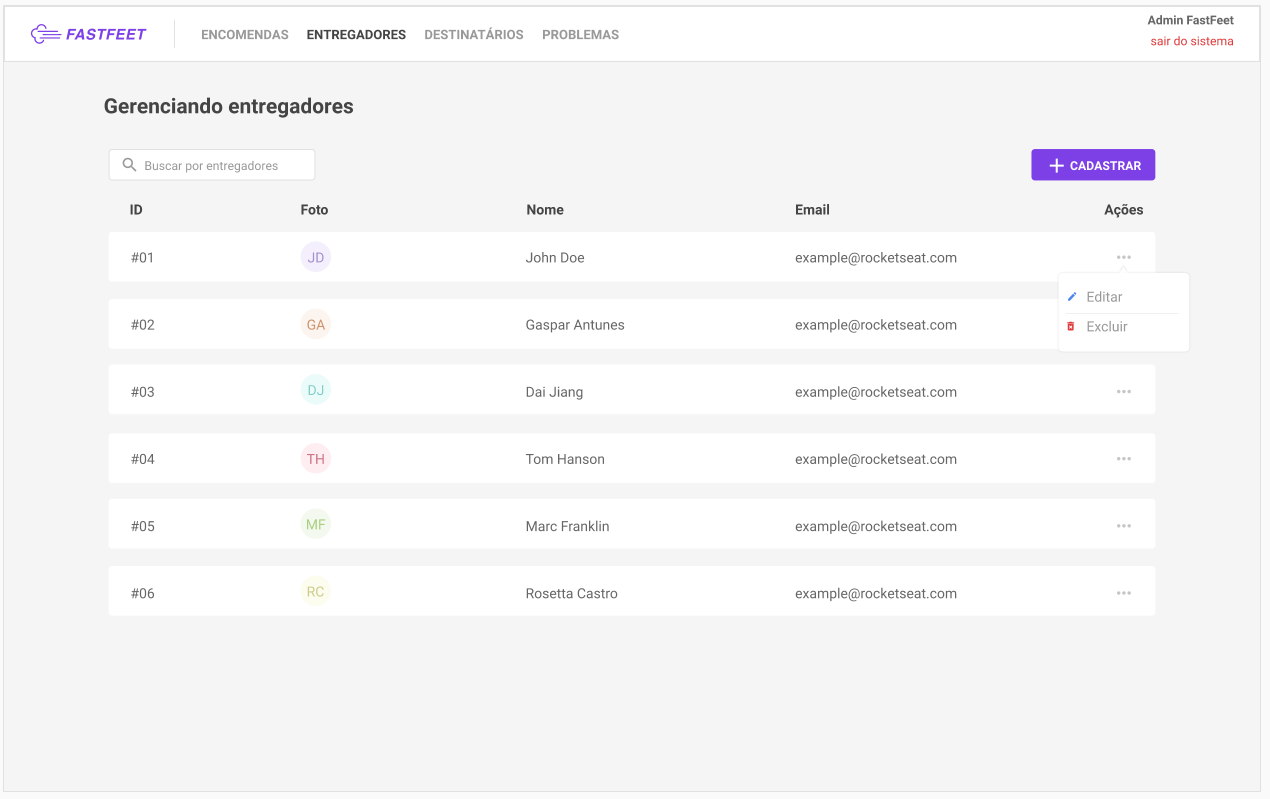 FASTFEET ENCOMENDAS ENTREGADORES DESTINATÁRIOS PROBLEMAS
Admin FastFeet
sair do sistema
Gerenciando entregadores
Buscar por entregadores
CADASTRAR
ID Foto Nome Email Ações
#01 JD John Doe example@rocketseat.com
Editar
Excluir
#02 GA Gaspar Antunes example@rocketseat.com
#03 DJ Dai Jiang example@rocketseat.com
#04 TH Tom Hanson example@rocketseat.com
#05 MF Marc Franklin example@rocketseat.com
#06 RC Rosetta Castro example@rocketseat.com